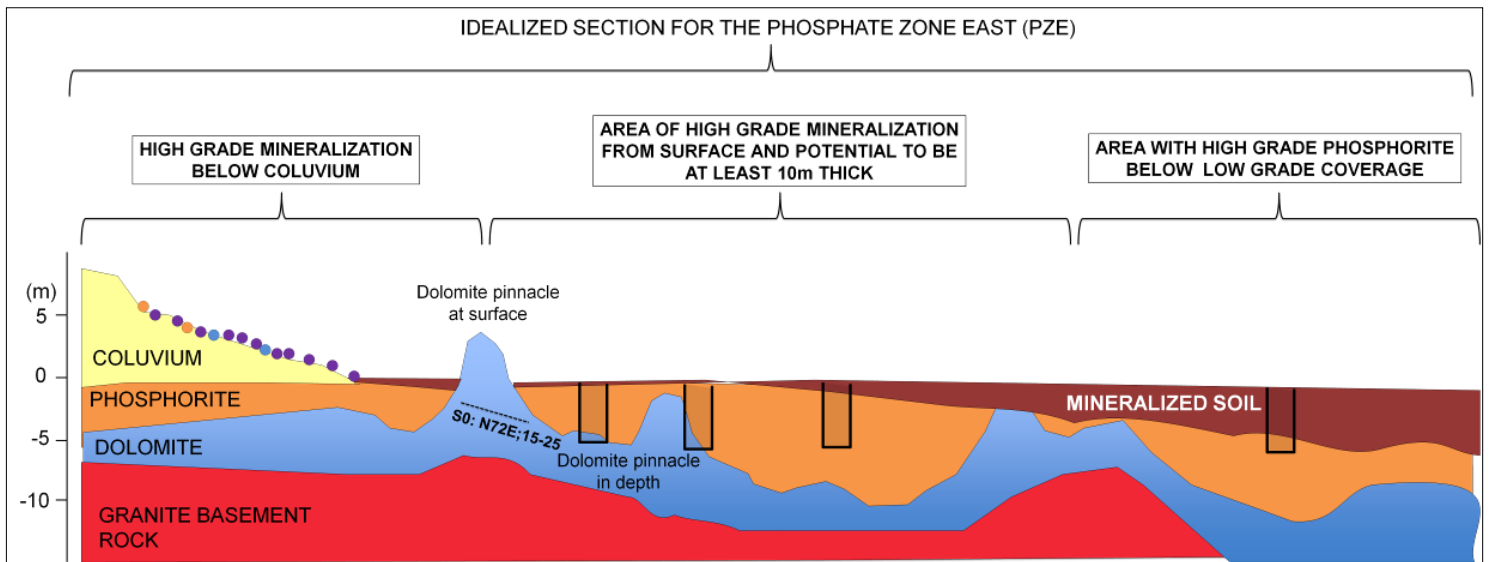 IDEALIZED SECTION FOR THE PHOSPHATE ZONE EAST (PZE)
HIGH GRADE MINERALIZATION
BELOW COLUVIUM
AREA OF HIGH GRADE MINERALIZATION
FROM SURFACE AND POTENTIAL TO BE
AT LEAST 10m THICK
AREA WITH HIGH GRADE PHOSPHORITE
BELOW LOW GRADE COVERAGE
(m)
5
0
-5
-10
Dolomite pinnacle
at surface
COLUVIUM
PHOSPHORITE
DOLOMITE
GRANITE BASEMENT
ROCK
S0: N72E;15-25
Dolomite pinnacle
in depth
MINERALIZED SOIL